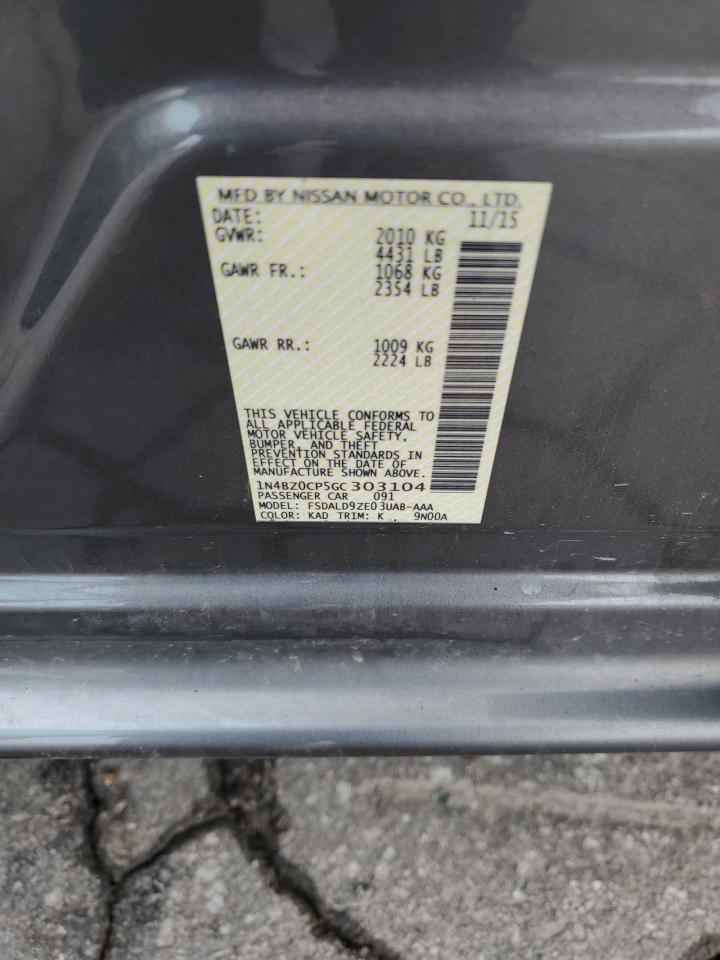 MFD BY NISSAN MOTOR CO., LTD.
DATE: 11/15
GVWR: 2010 KG
4431 LB
GAWR FR.: 1068 KG
2354 LB
GAWR RR.: 1009 KG
2224 LB
THIS VEHICLE CONFORMS TO
ALL APPLICABLE FEDERAL
MOTOR VEHICLE SAFETY,
BUMPER, AND THEFT
PREVENTION STANDARDS IN
EFFECT ON THE DATE OF
MANUFACTURE SHOWN ABOVE.
1N4BZ0CP5GC303104
PASSENGER CAR 091
MODEL: FSDALD9ZE03UAB-AAA
COLOR: KAD TRIM: K , 9N00A